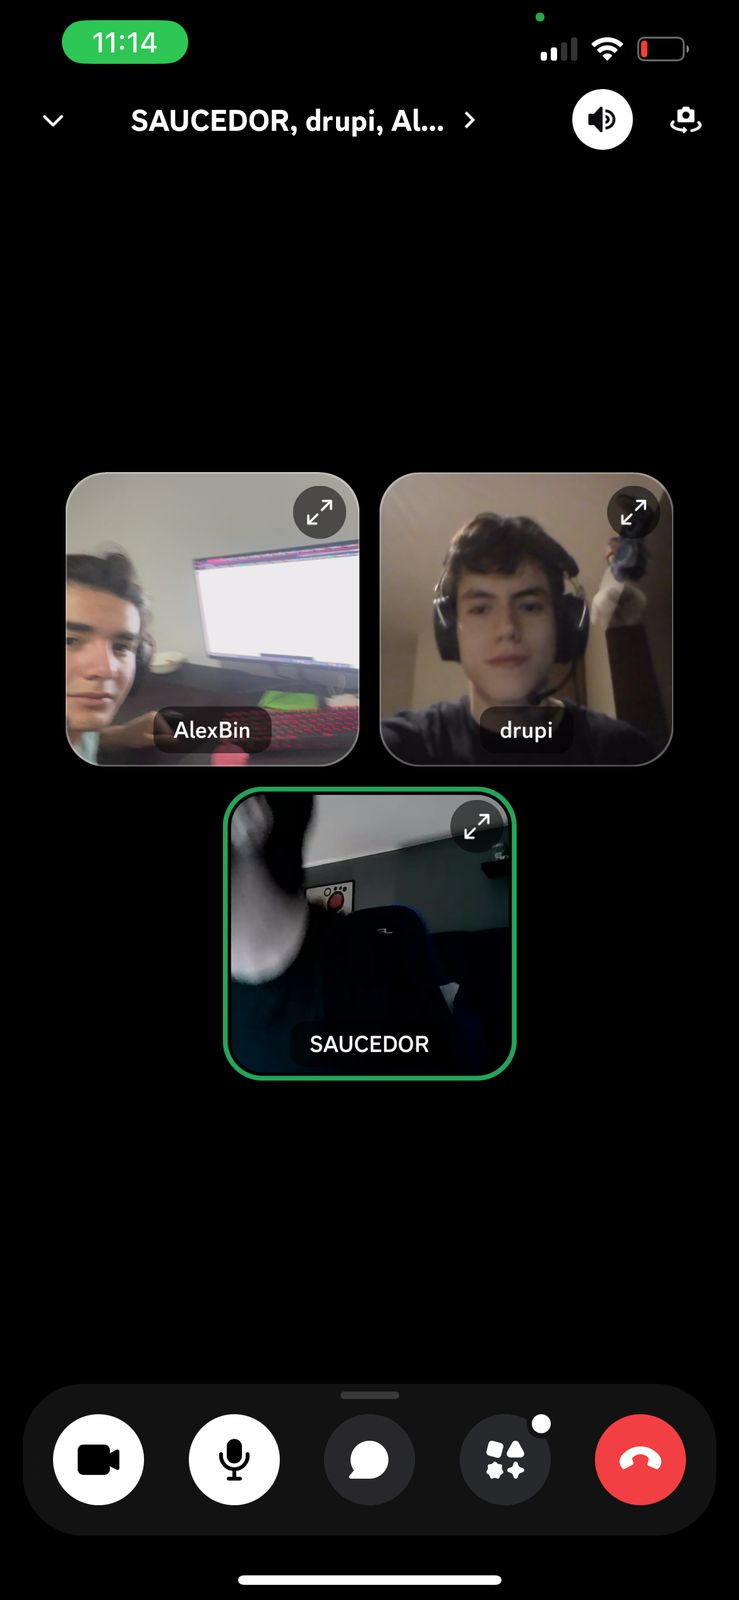 11:14
SAUCEDOR, drupi, Al...
AlexBin
drupi
SAUCEDOR